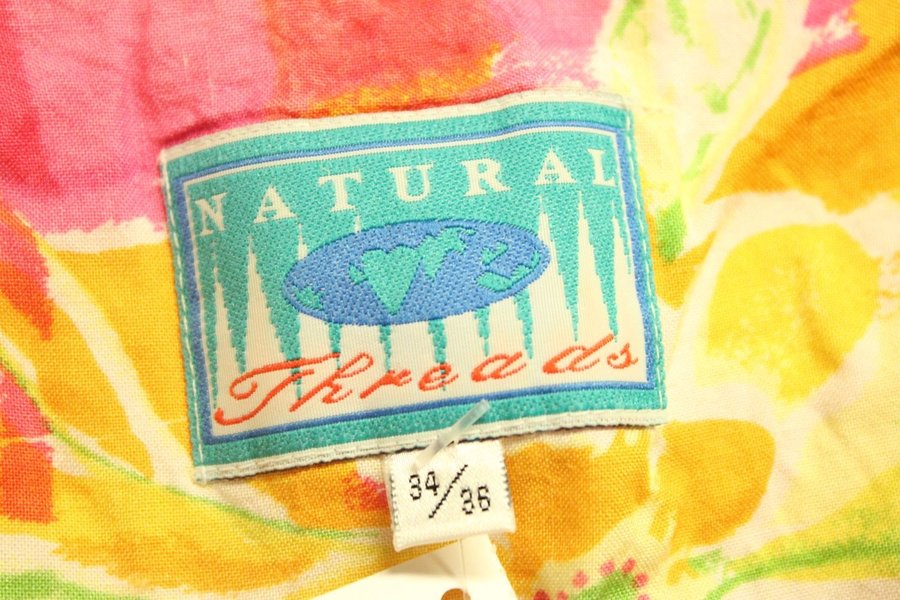 NATURAL
Threads
34/36